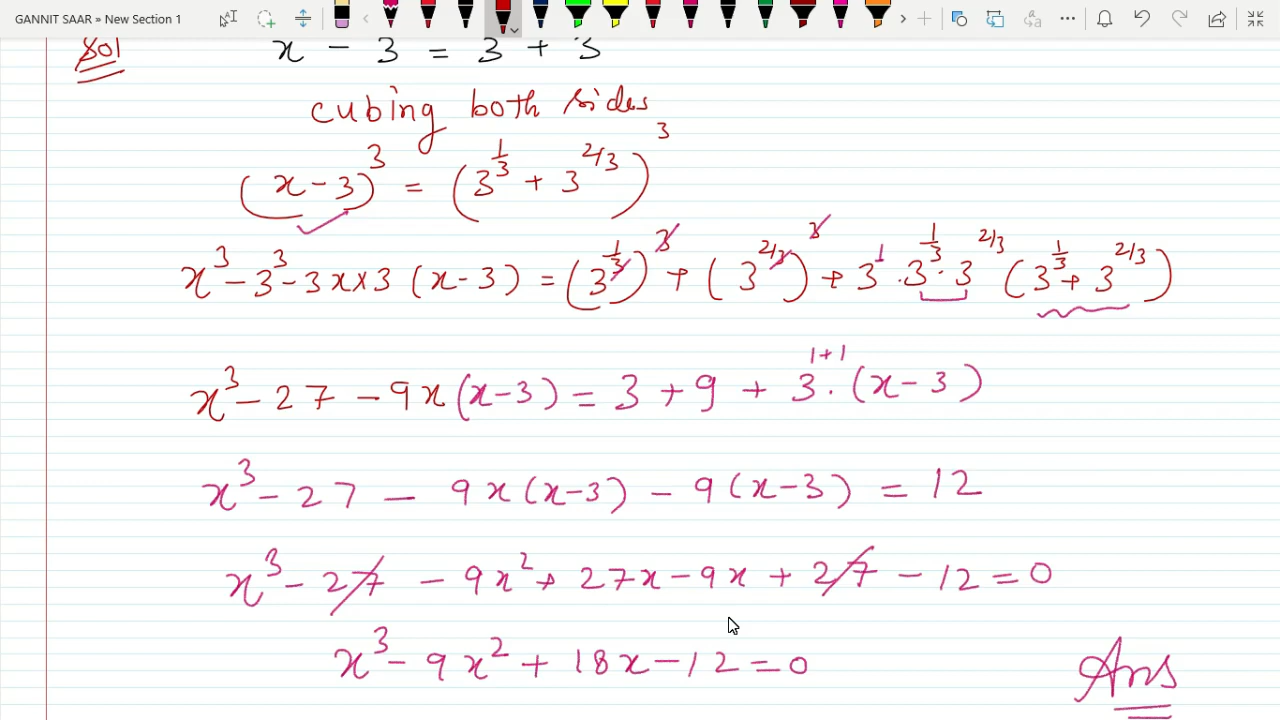 GANNIT SAAR » New Section 1
Sol x - 3 = 3 + 3
cubing both sides
(x-3)³ = (3^{1/3} + 3^{2/3})³
x³ - 3³ - 3x×3 (x-3) = (3^{1/3})³ + (3^{2/3})³ + 3¹·3^{1/3}·3^{2/3} (3^{1/3} + 3^{2/3})
x³ - 27 - 9x(x-3) = 3 + 9 + 3^{1+1}·(x-3)
x³ - 27 - 9x(x-3) - 9(x-3) = 12
x³ - 27 - 9x² + 27x - 9x + 27 - 12 = 0
x³ - 9x² + 18x - 12 = 0
Ans